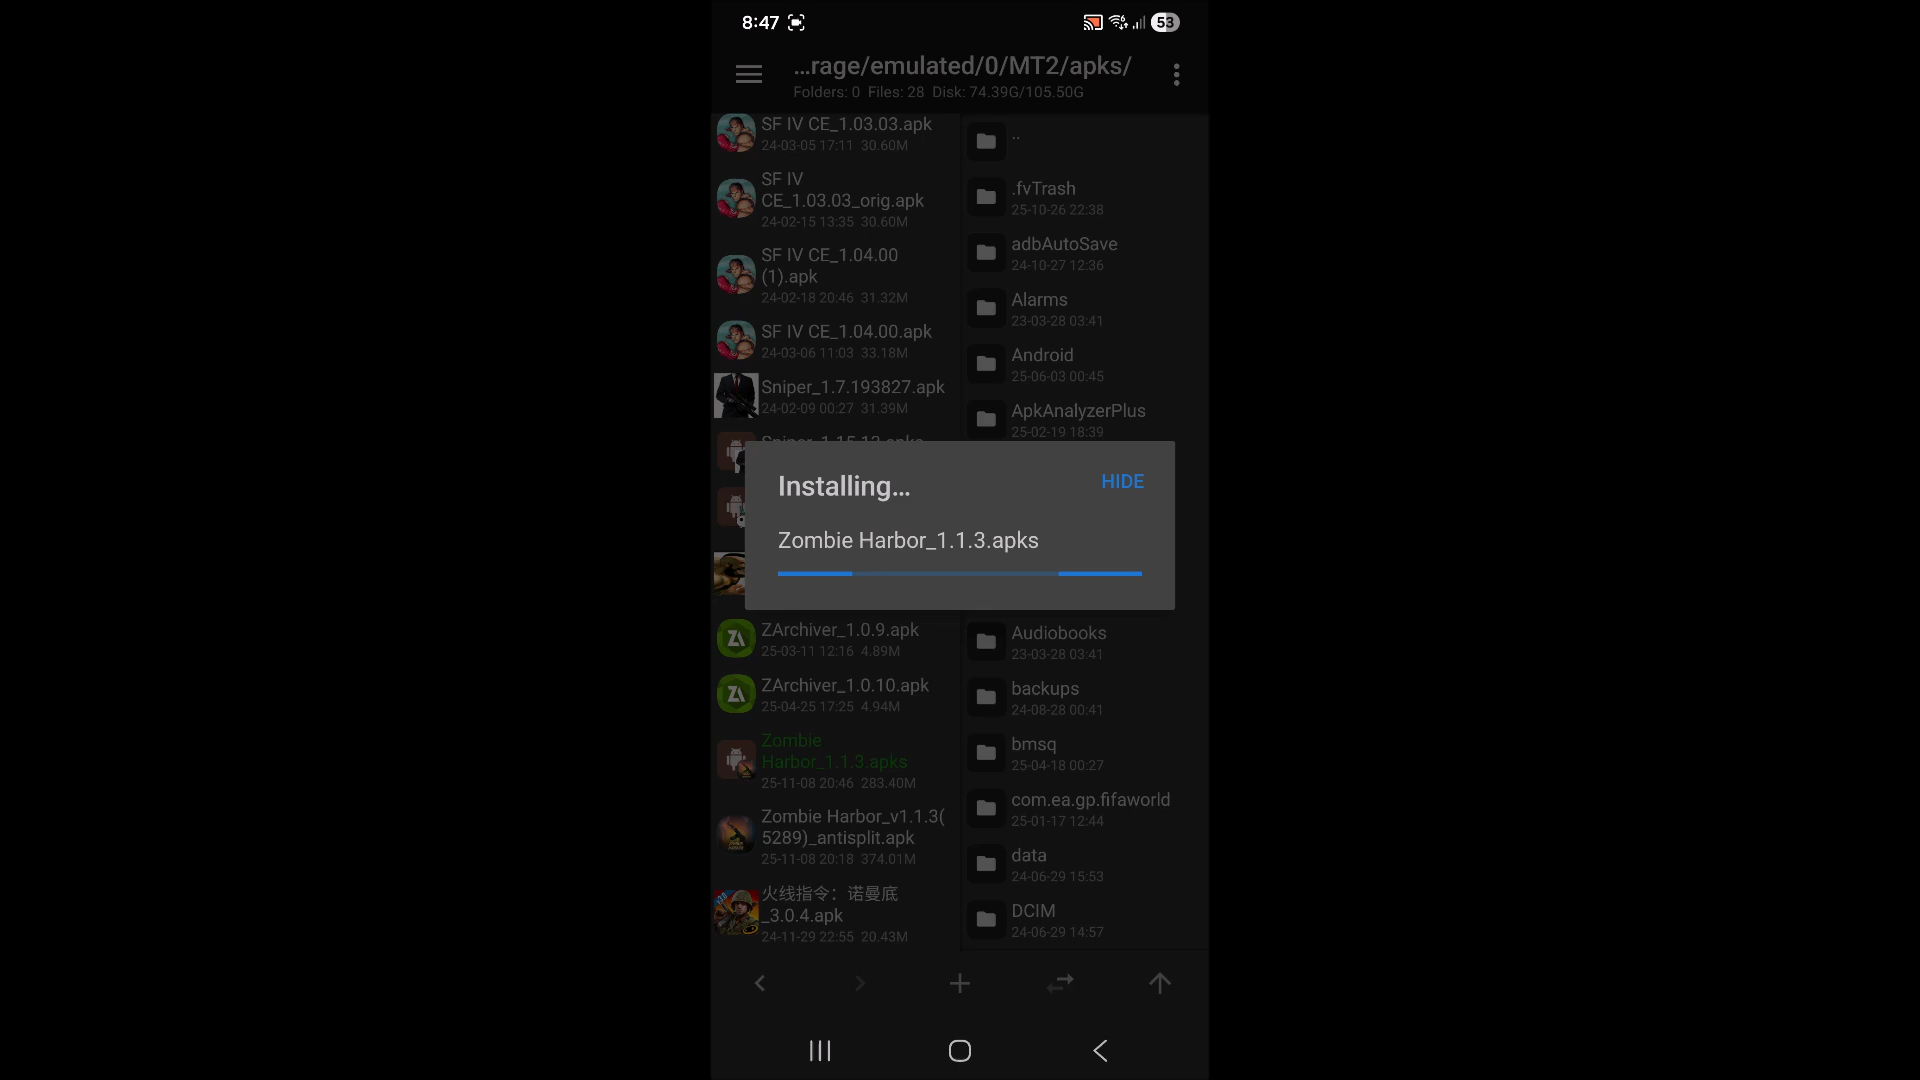 8:47
53
...rage/emulated/0/MT2/apks/
Folders: 0 Files: 28 Disk: 74.39G/105.50G
SF IV CE_1.03.03.apk
24-03-05 17:11 30.60M
SF IV
CE_1.03.03_orig.apk
24-02-15 13:35 30.60M
SF IV CE_1.04.00
(1).apk
24-02-18 20:46 31.32M
SF IV CE_1.04.00.apk
24-03-06 11:03 33.18M
Sniper_1.7.193827.apk
24-02-09 00:27 31.39M
ZArchiver_1.0.9.apk
25-03-11 12:16 4.89M
ZArchiver_1.0.10.apk
25-04-25 17:25 4.94M
Zombie
Harbor_1.1.3.apks
25-11-08 20:46 283.40M
Zombie Harbor_v1.1.3(
5289)_antisplit.apk
25-11-08 20:18 374.01M
火线指令：诺曼底
_3.0.4.apk
24-11-29 22:55 20.43M
..
.fvTrash
25-10-26 22:38
adbAutoSave
24-10-27 12:36
Alarms
23-03-28 03:41
Android
25-06-03 00:45
ApkAnalyzerPlus
25-02-19 18:39
Audiobooks
23-03-28 03:41
backups
24-08-28 00:41
bmsq
25-04-18 00:27
com.ea.gp.fifaworld
25-01-17 12:44
data
24-06-29 15:53
DCIM
24-06-29 14:57
Installing...
HIDE
Zombie Harbor_1.1.3.apks